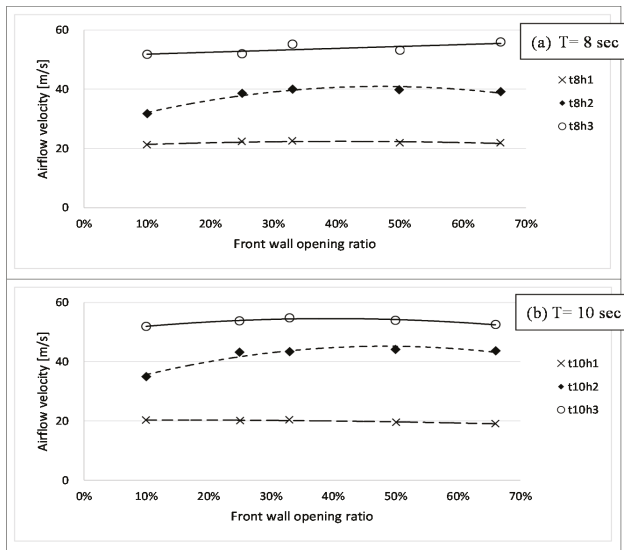 (a) T= 8 sec
60
40
20
0
Airflow velocity [m/s]
0% 10% 20% 30% 40% 50% 60% 70%
Front wall opening ratio
t8h1
t8h2
t8h3
(b) T= 10 sec
60
40
20
0
Airflow velocity [m/s]
0% 10% 20% 30% 40% 50% 60% 70%
Front wall opening ratio
t10h1
t10h2
t10h3